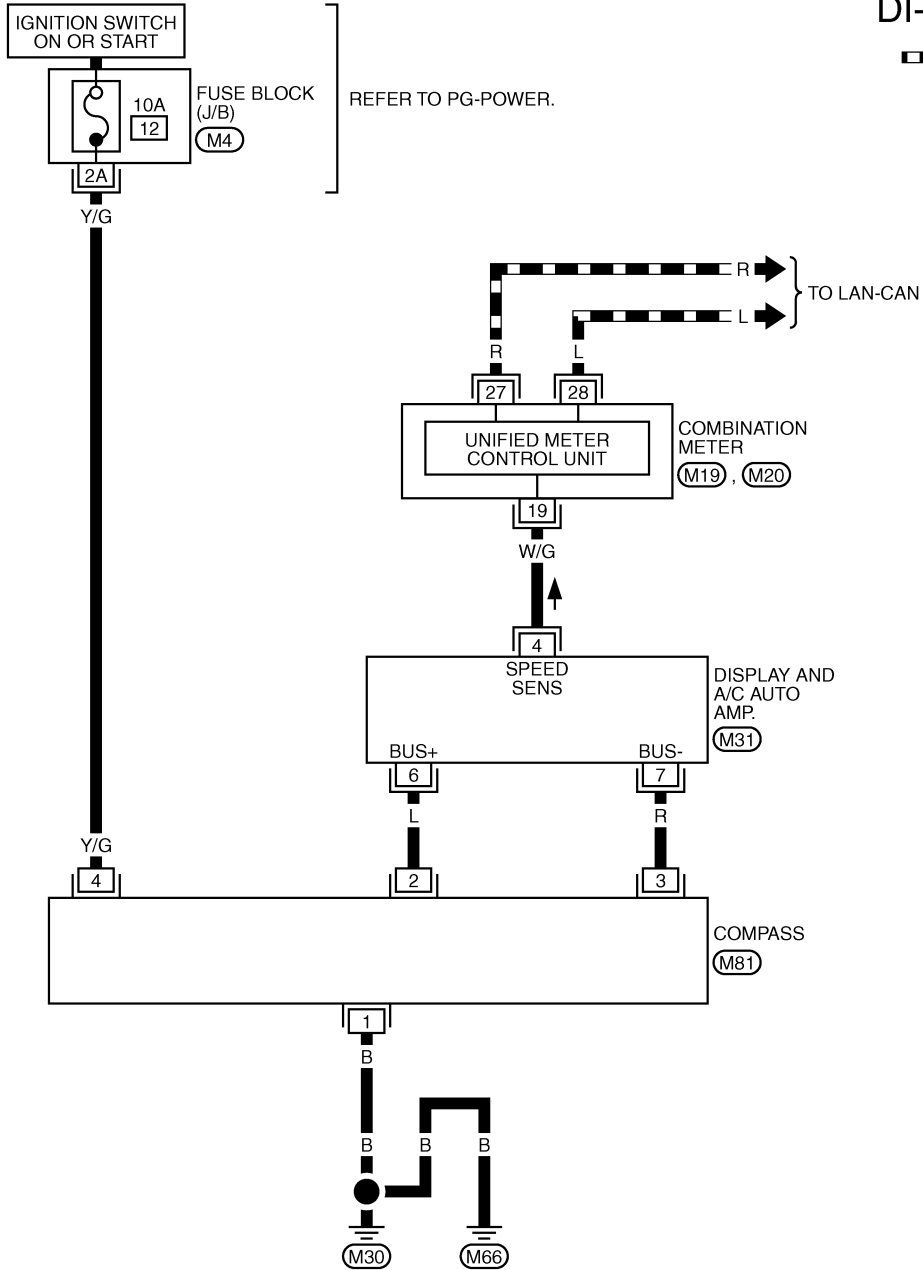 DI-
IGNITION SWITCH
ON OR START
10A
12
FUSE BLOCK
(J/B)
M4
REFER TO PG-POWER.
2A
Y/G
R
L
TO LAN-CAN
R
L
27
28
UNIFIED METER
CONTROL UNIT
COMBINATION
METER
M19 , M20
19
W/G
4
SPEED
SENS
DISPLAY AND
A/C AUTO
AMP.
M31
BUS+
BUS-
6
7
L
R
Y/G
4
2
3
COMPASS
M81
1
B
B
B
B
M30
M66